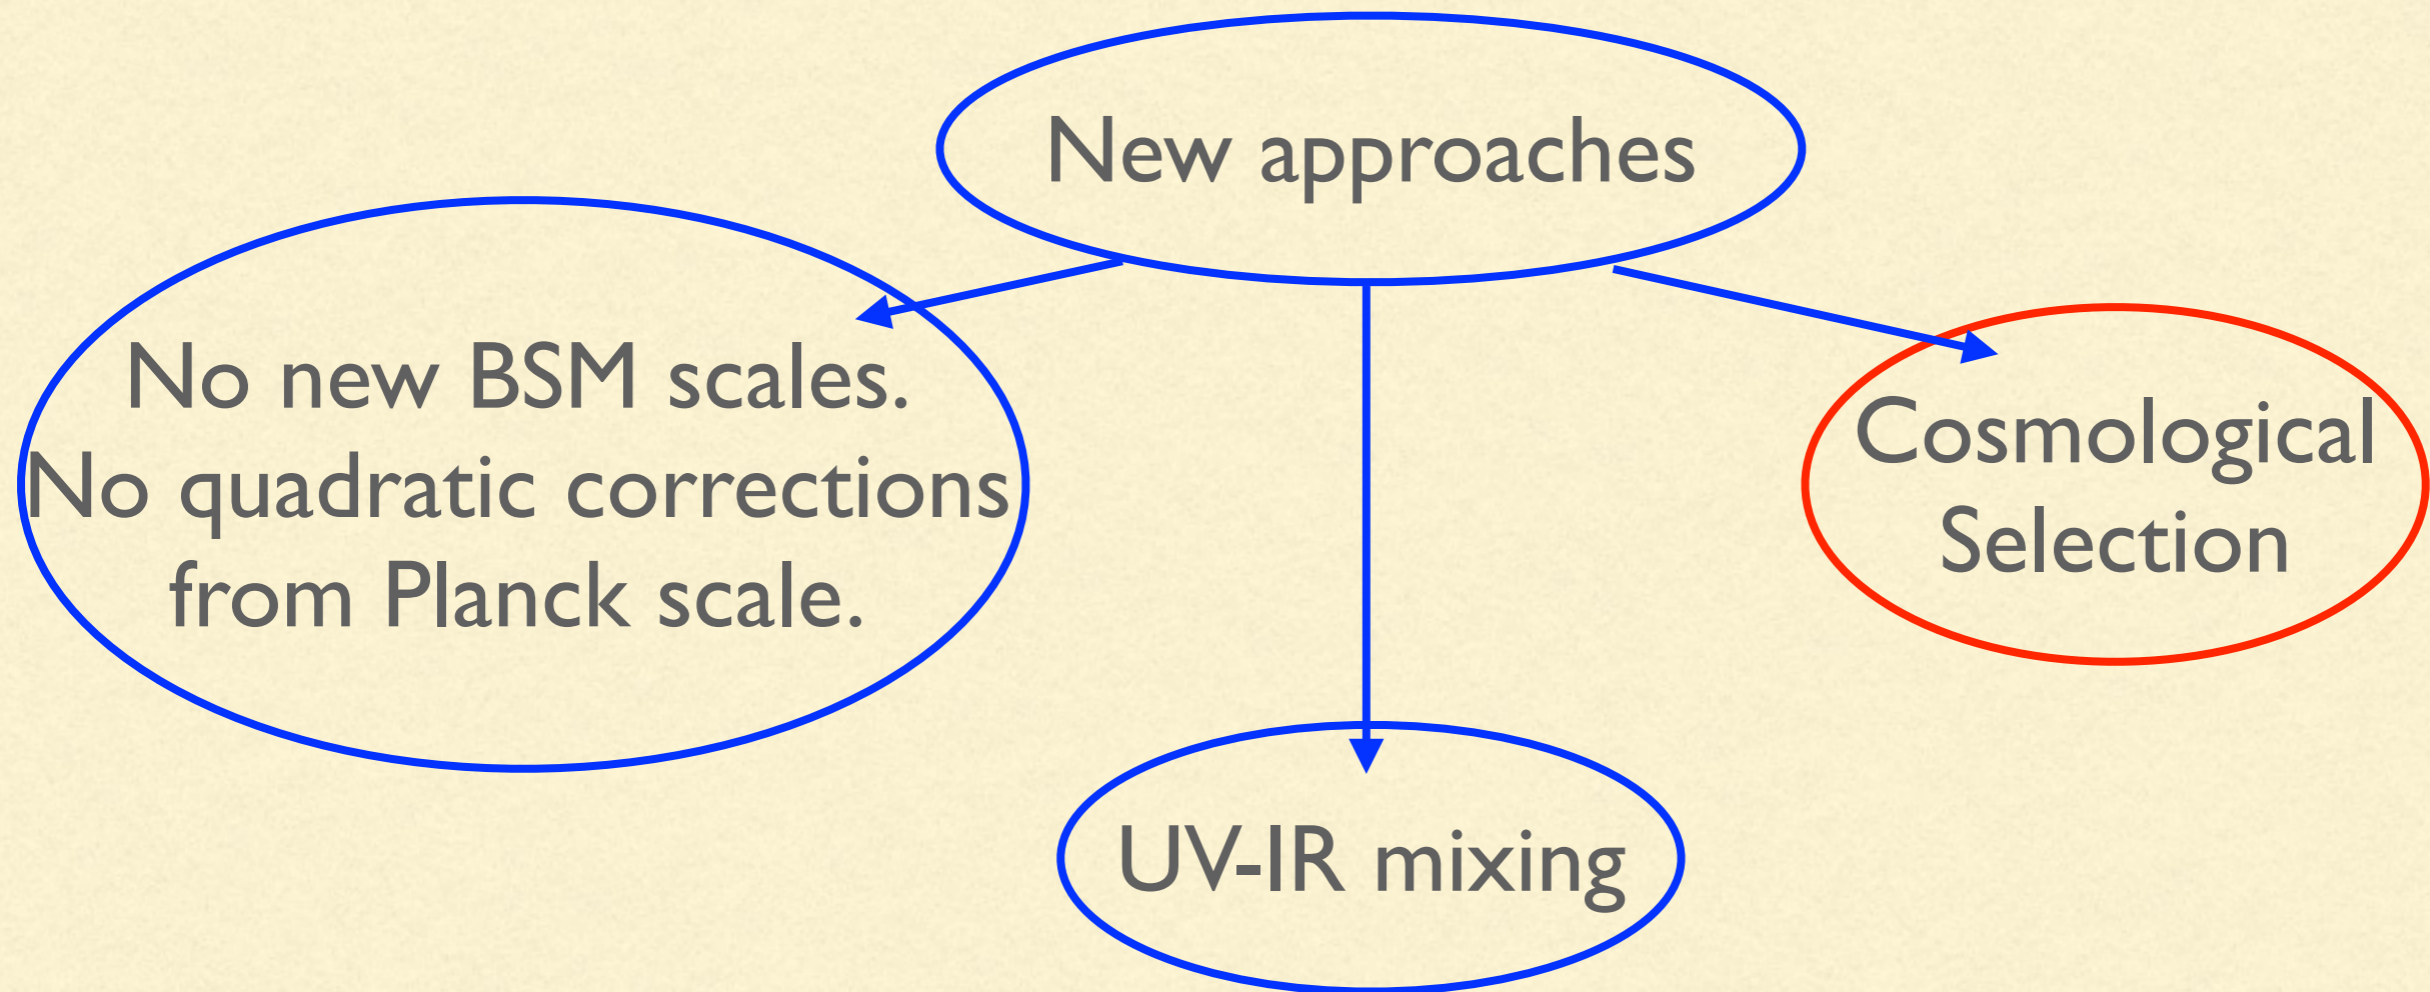 New approaches
No new BSM scales.
No quadratic corrections
from Planck scale.
Cosmological
Selection
UV-IR mixing